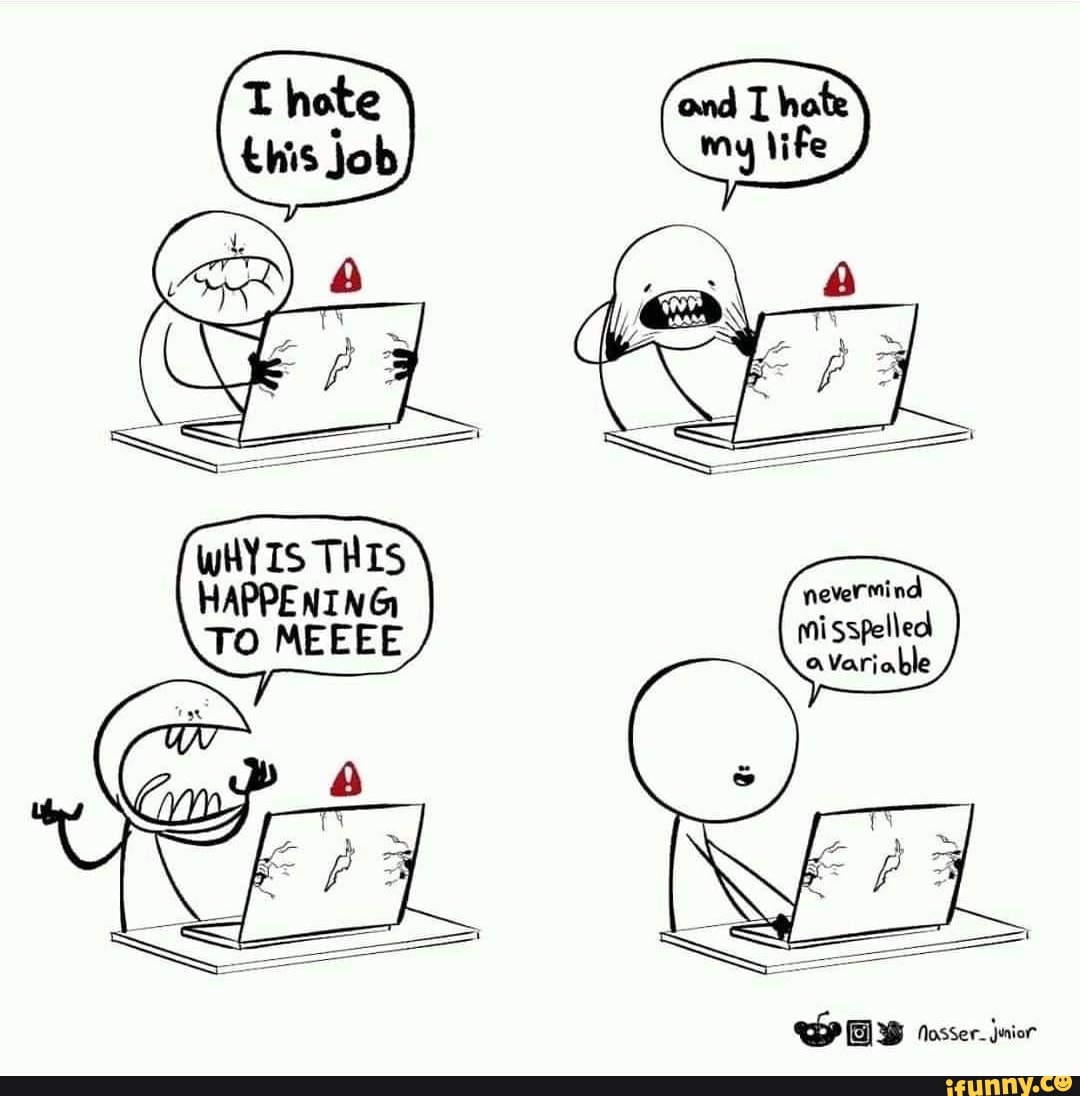 I hate
this job
and I hate
my life
WHY IS THIS
HAPPENING
TO MEEEE
nevermind
misspelled
a variable
nasser_junior
ifunny.co